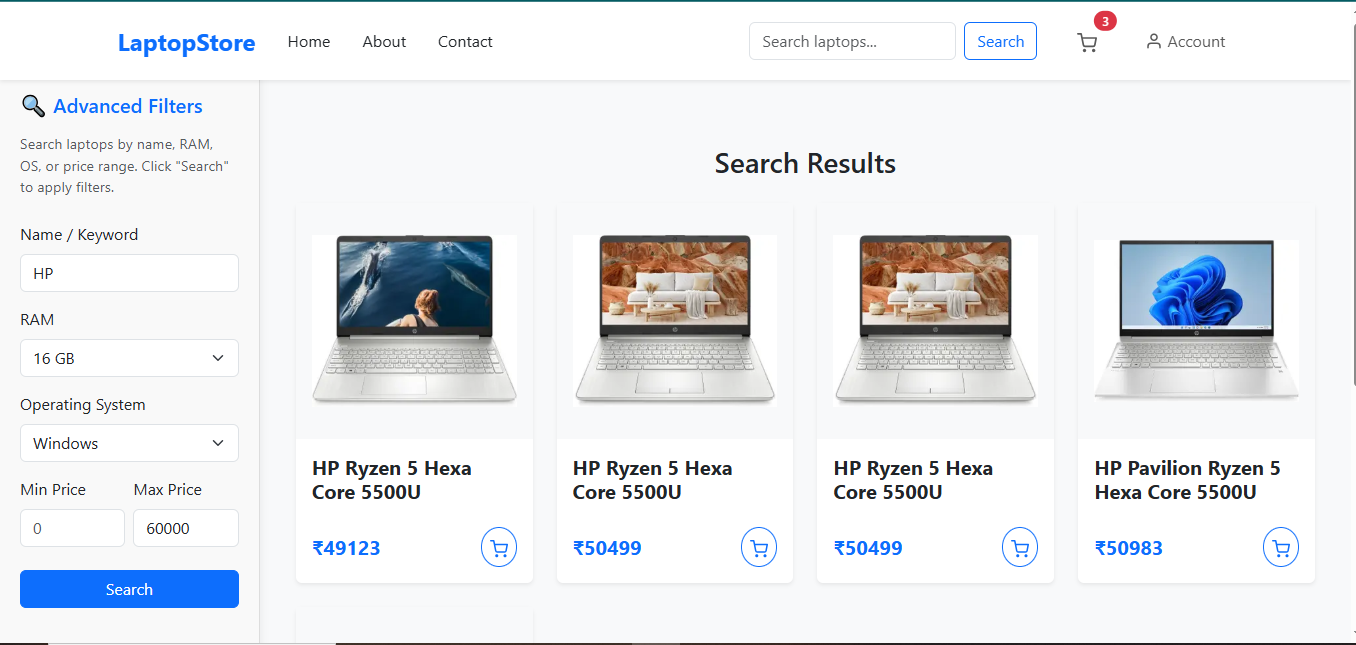 LaptopStore Home About Contact Search laptops... Search 3 Account
Advanced Filters
Search laptops by name, RAM,
OS, or price range. Click "Search"
to apply filters.
Name / Keyword
HP
RAM
16 GB
Operating System
Windows
Min Price Max Price
0 60000
Search
Search Results
HP Ryzen 5 Hexa
Core 5500U
₹49123
HP Ryzen 5 Hexa
Core 5500U
₹50499
HP Ryzen 5 Hexa
Core 5500U
₹50499
HP Pavilion Ryzen 5
Hexa Core 5500U
₹50983